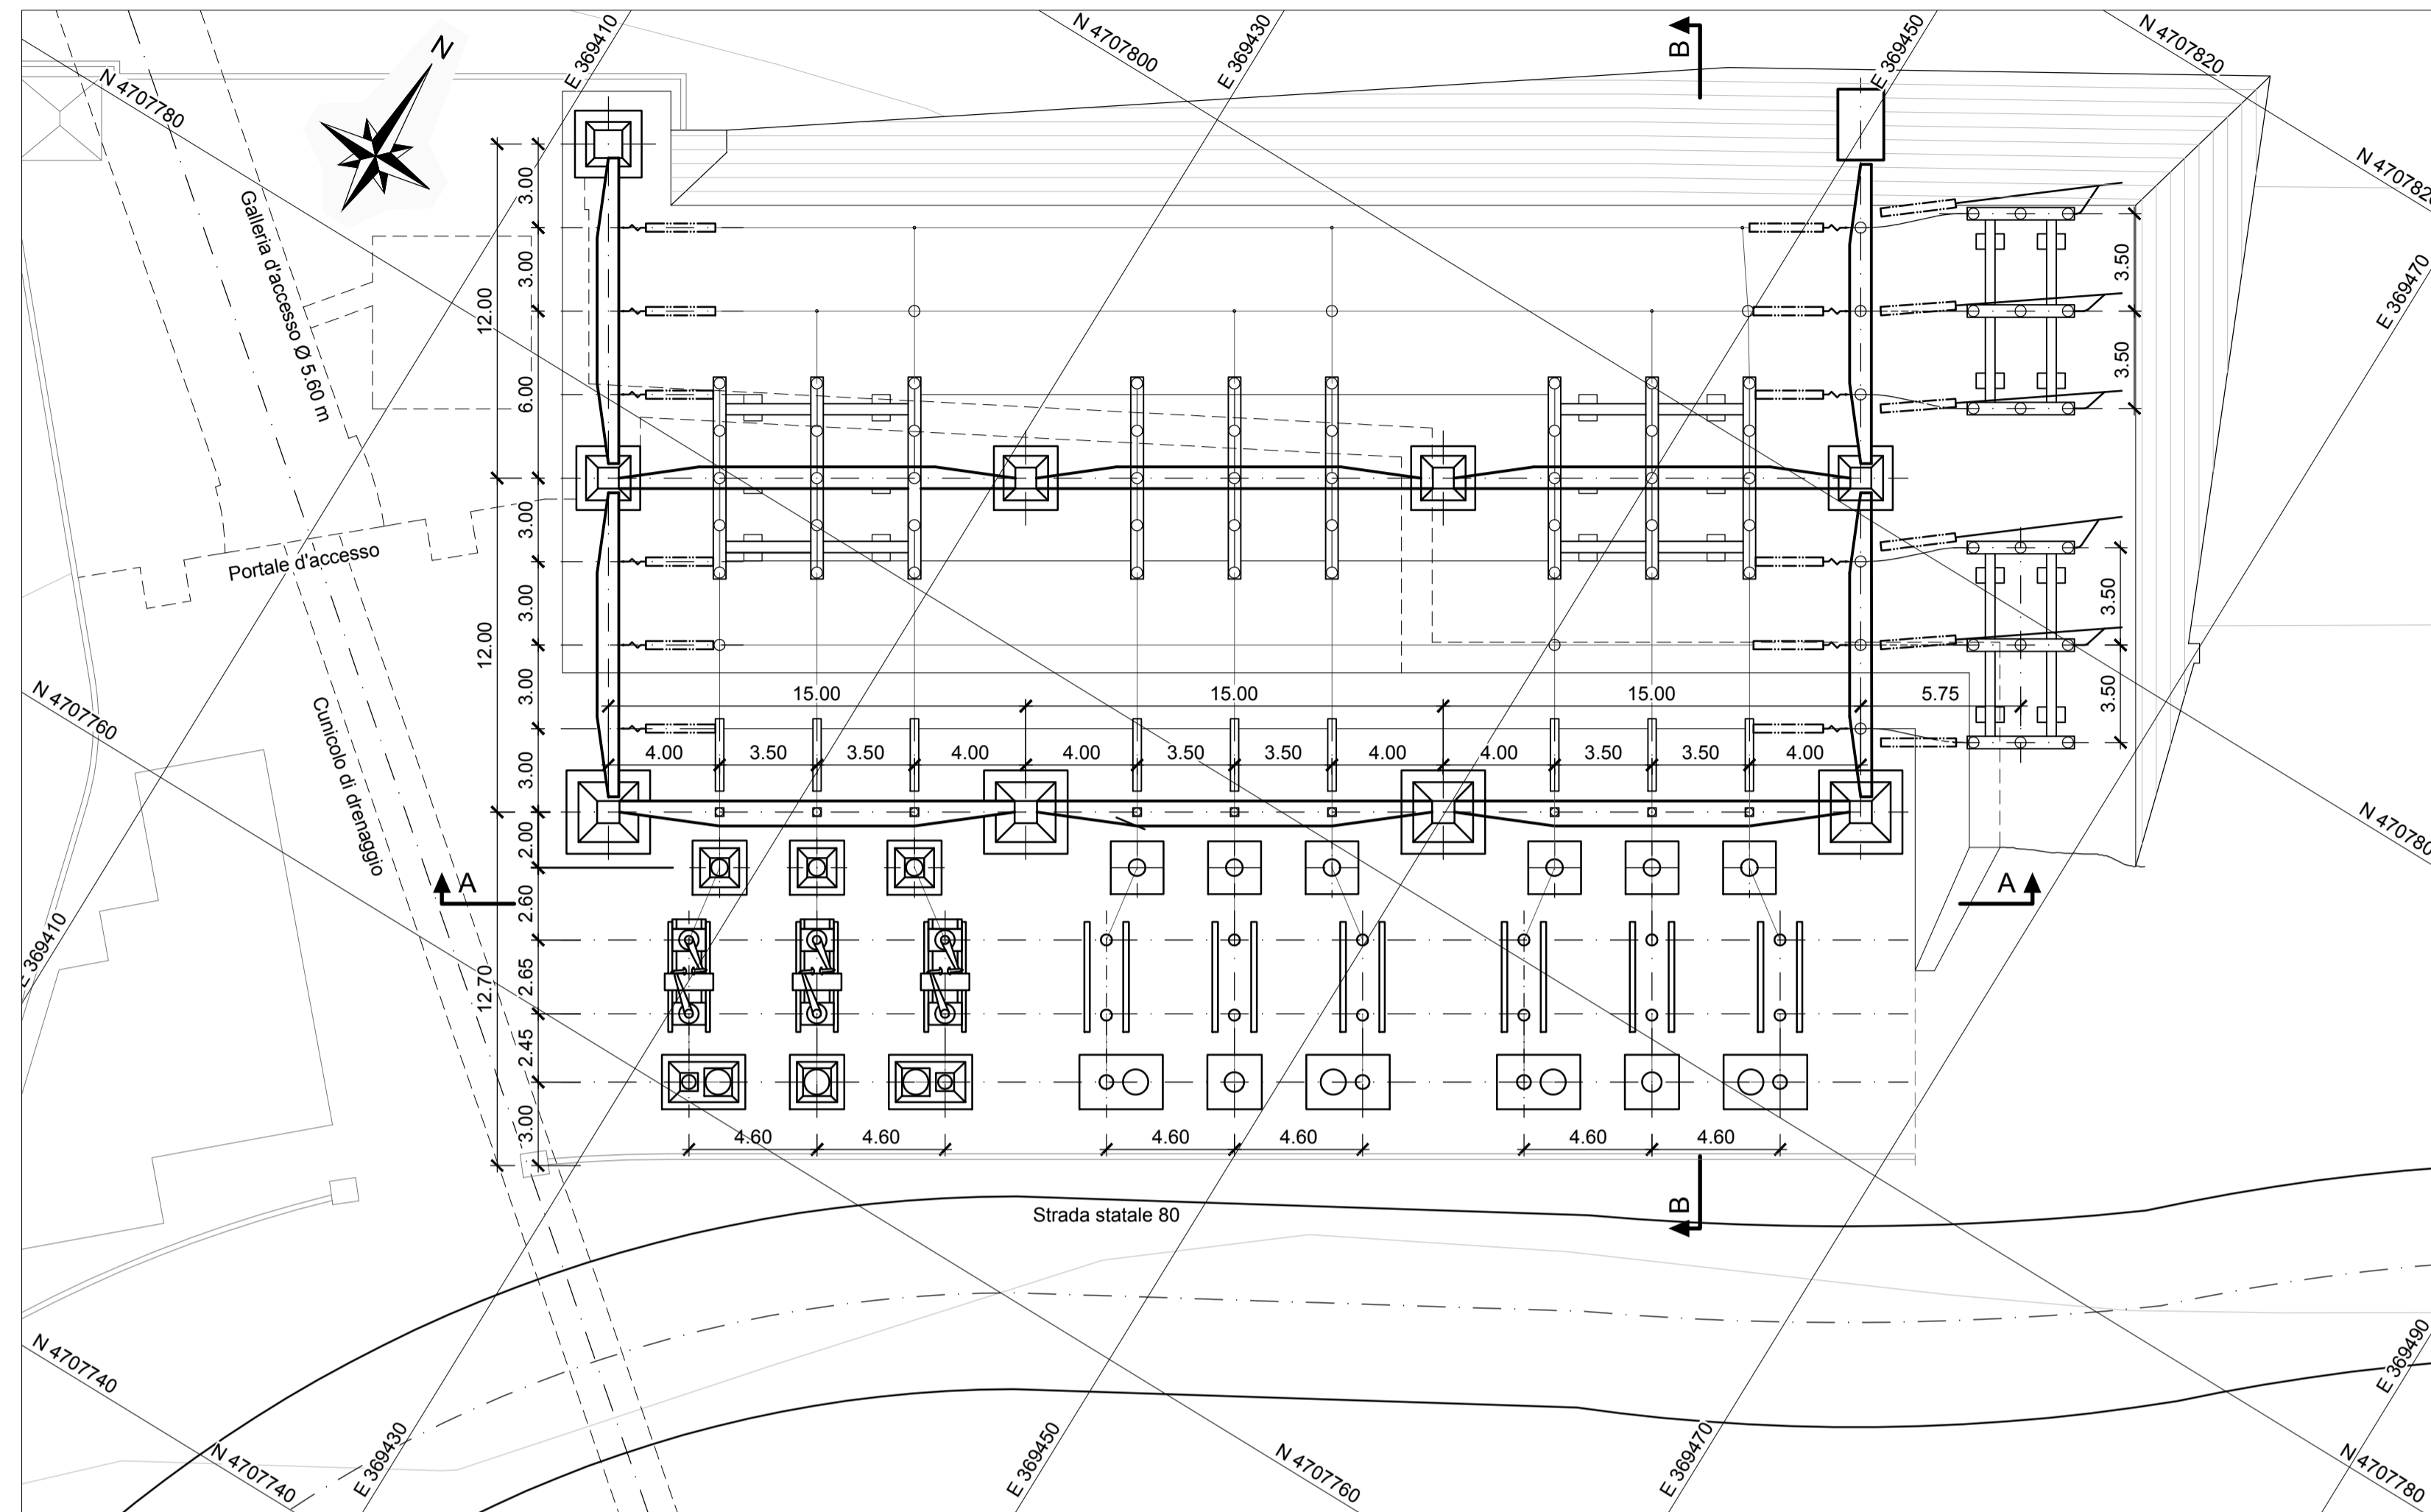 N 4707780
N
E 369410
N 4707800
E 369430
B
E 369450
N 4707820
N 470782
E 369470
Galleria d'accesso Ø 5.60 m
12.00
3.00
3.00
6.00
3.50
3.50
Portale d'accesso
12.00
3.00
3.00
3.00
3.00
3.50
3.50
N 4707760
Cunicolo di drenaggio
15.00
15.00
15.00
5.75
4.00
3.50
3.50
4.00
4.00
3.50
3.50
4.00
4.00
3.50
3.50
4.00
N 470780
2.00
A
A
2.60
E 369410
12.70
2.65
2.45
3.00
4.60
4.60
4.60
4.60
4.60
4.60
B
Strada statale 80
N 4707740
N 4707740
E 369430
E 369450
N 4707760
E 369470
E 369490
N 4707780